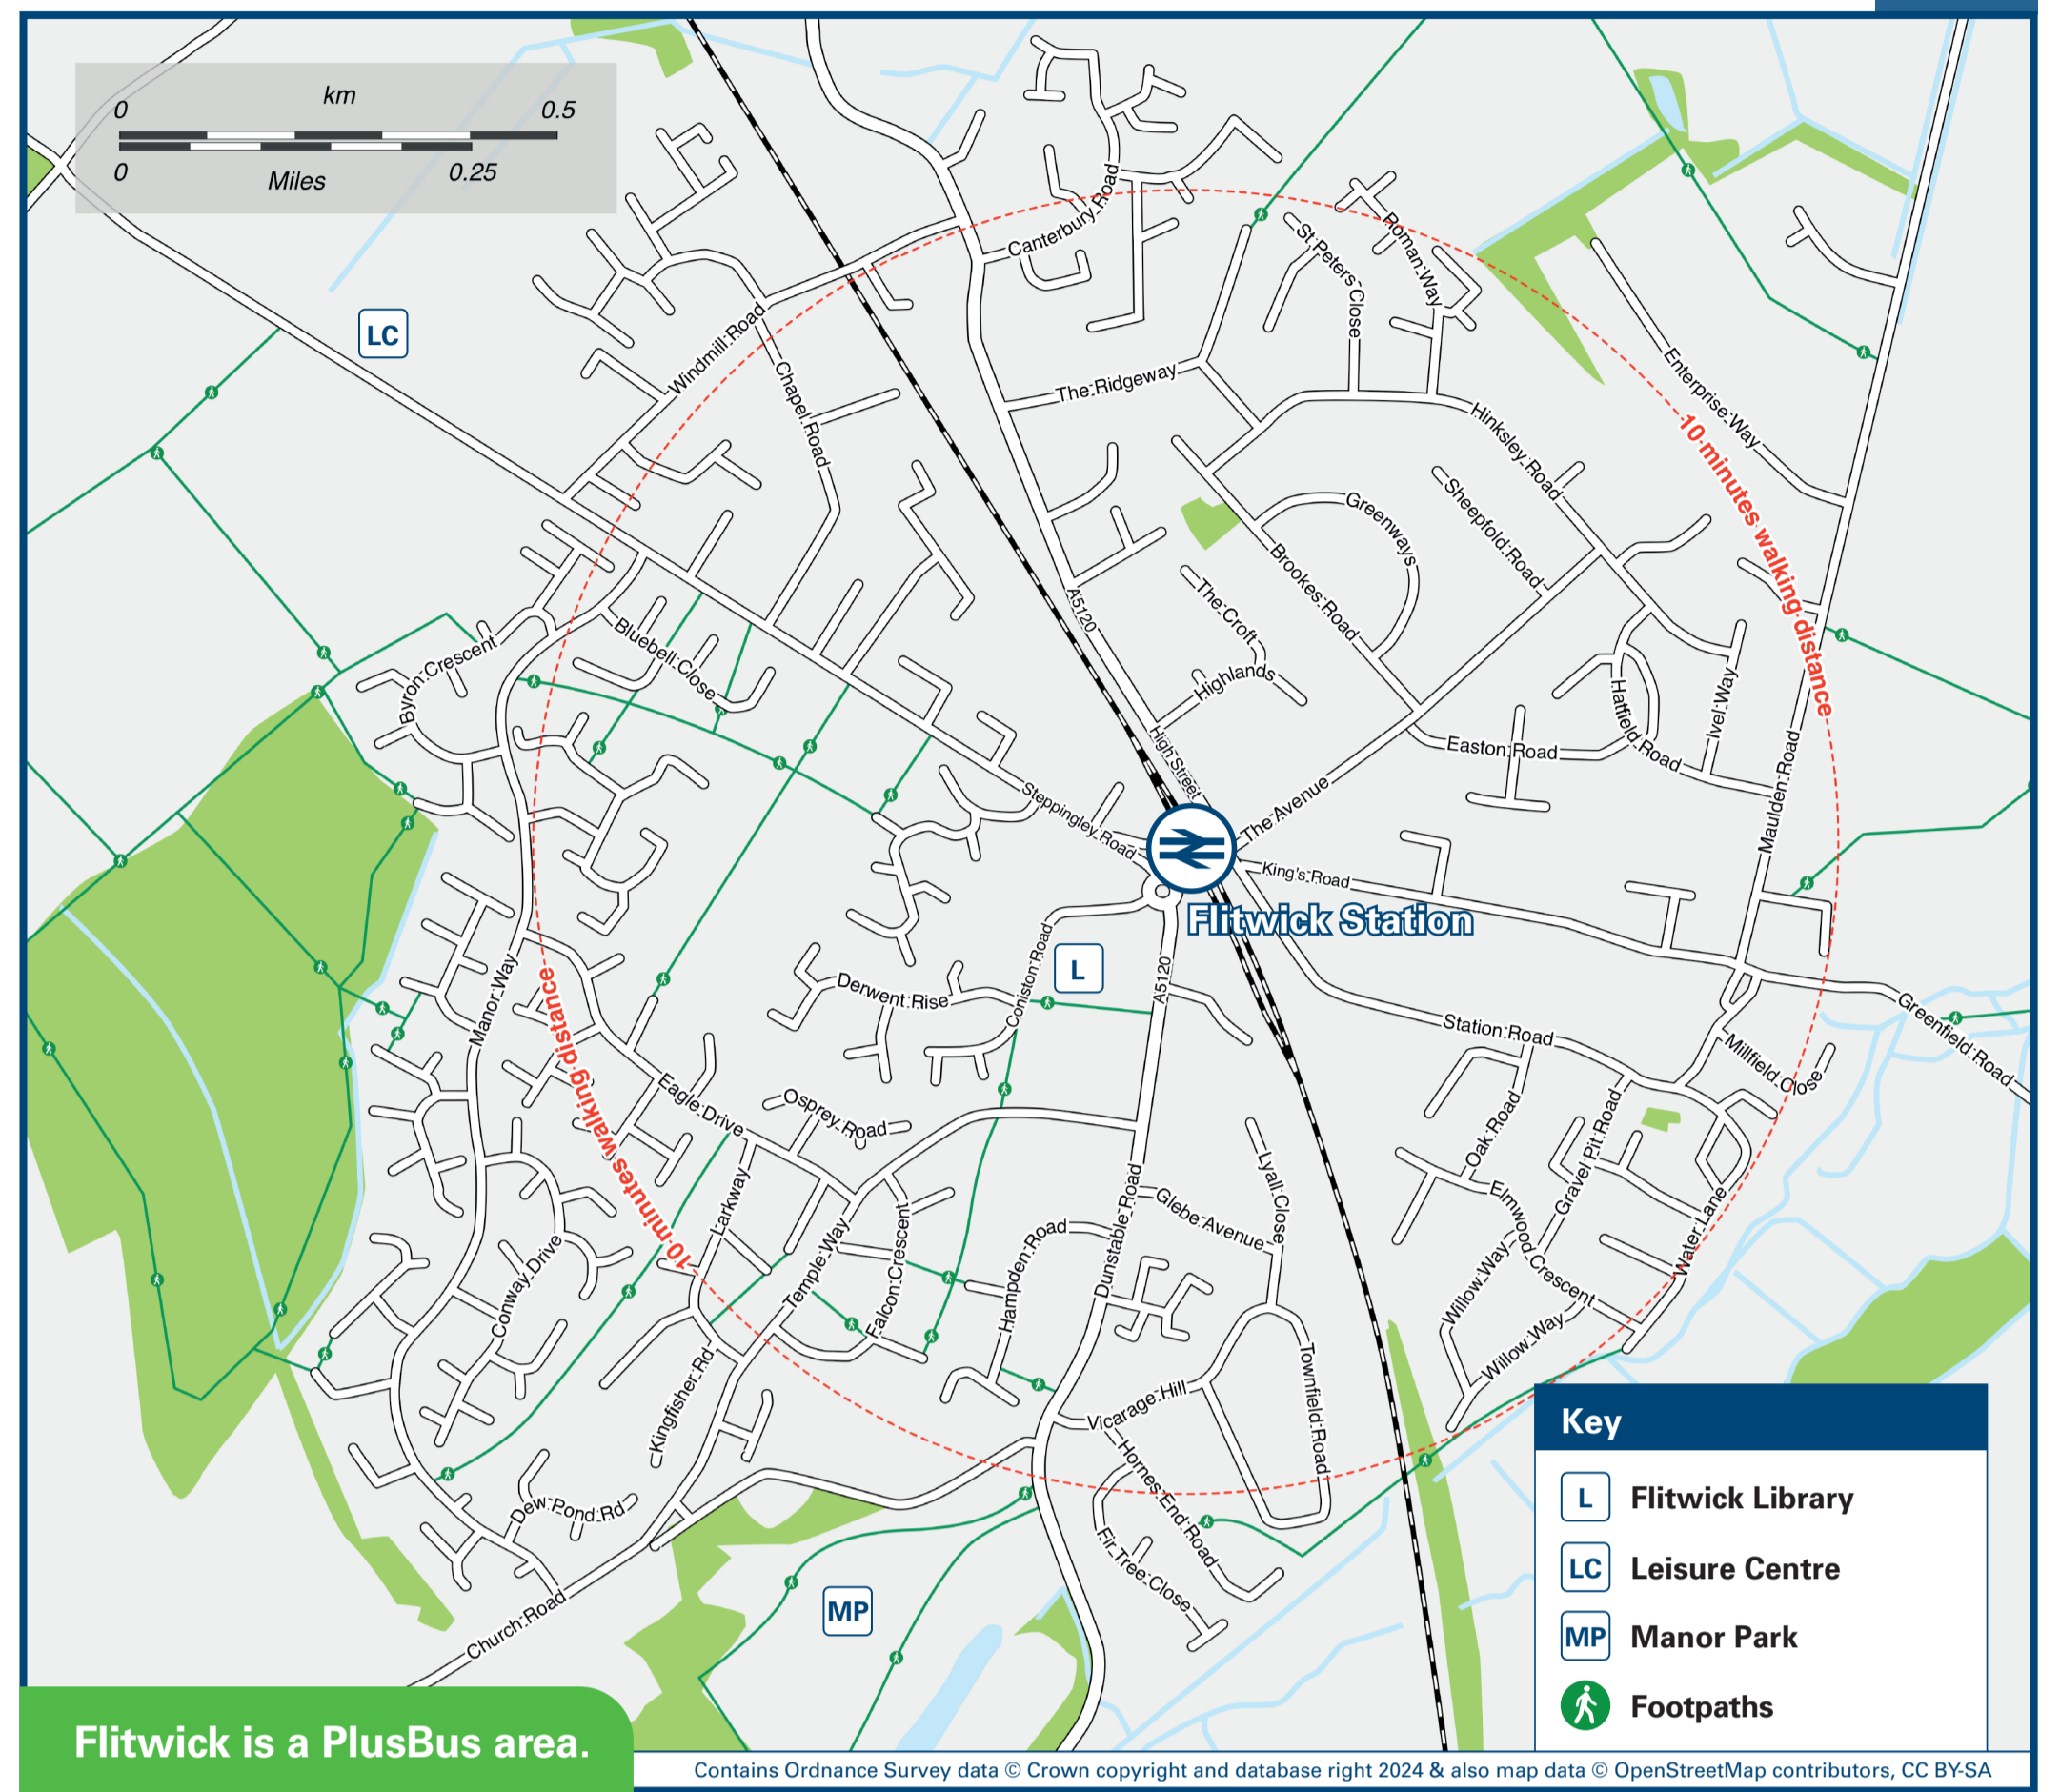 km
0
0.5
0
Miles
0.25
LC
Canterbury Road
St Peters Close
Roman Way
Windmill Road
Chapel Road
The Ridgeway
Enterprise Way
Hinksley Road
10 minutes walking distance
Greenways
Sheepfold Road
Brookes Road
A5120
The Croft
Highlands
Bluebell Close
Byron Crescent
Hatfield Road
Ivel Way
Easton Road
High Street
Maulden Road
Steppingley Road
The Avenue
King's Road
Flitwick Station
L
Derwent Rise
Coniston Road
A5120
Manor Way
10 minutes walking distance
Station Road
Greenfield Road
Millfield Close
Eagle Drive
Osprey Road
Oak Road
Gravel Pit Road
Lyall Close
Larkway
Glebe Avenue
Elmwood Crescent
Water Lane
Temple Way
Falcon Crescent
Hampden Road
Dunstable Road
Conway Drive
Willow Way
Willow Way
Kingfisher Rd
Townfield Road
Vicarage Hill
Hornes End Road
Dew Pond Rd
Fir Tree Close
Church Road
MP
Key
L Flitwick Library
LC Leisure Centre
MP Manor Park
Footpaths
Flitwick is a PlusBus area.
Contains Ordnance Survey data © Crown copyright and database right 2024 & also map data © OpenStreetMap contributors, CC BY-SA